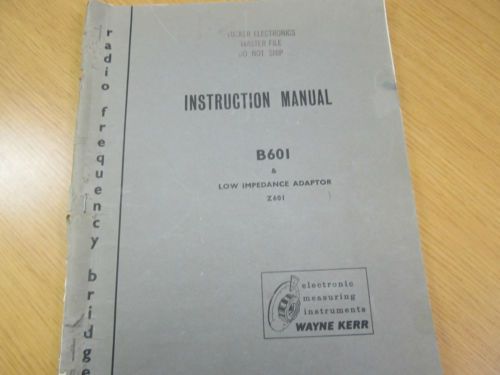 TUCKER ELECTRONICS
MASTER FILE
DO NOT SHIP
INSTRUCTION MANUAL
B601
&
LOW IMPEDANCE ADAPTOR
Z601
radio frequency bridge
electronic
measuring
instruments
WAYNE KERR